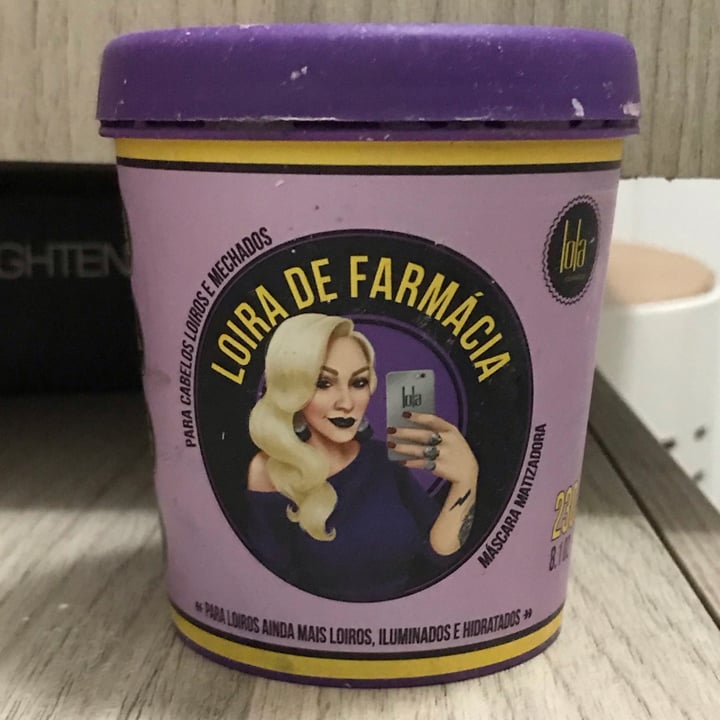 GHTEN
lola
LOIRA DE FARMÁCIA
PARA CABELOS LOIROS E MECHADOS
lola
MÁSCARA MATIZADORA
PARA LOIROS AINDA MAIS LOIROS, ILUMINADOS E HIDRATADOS